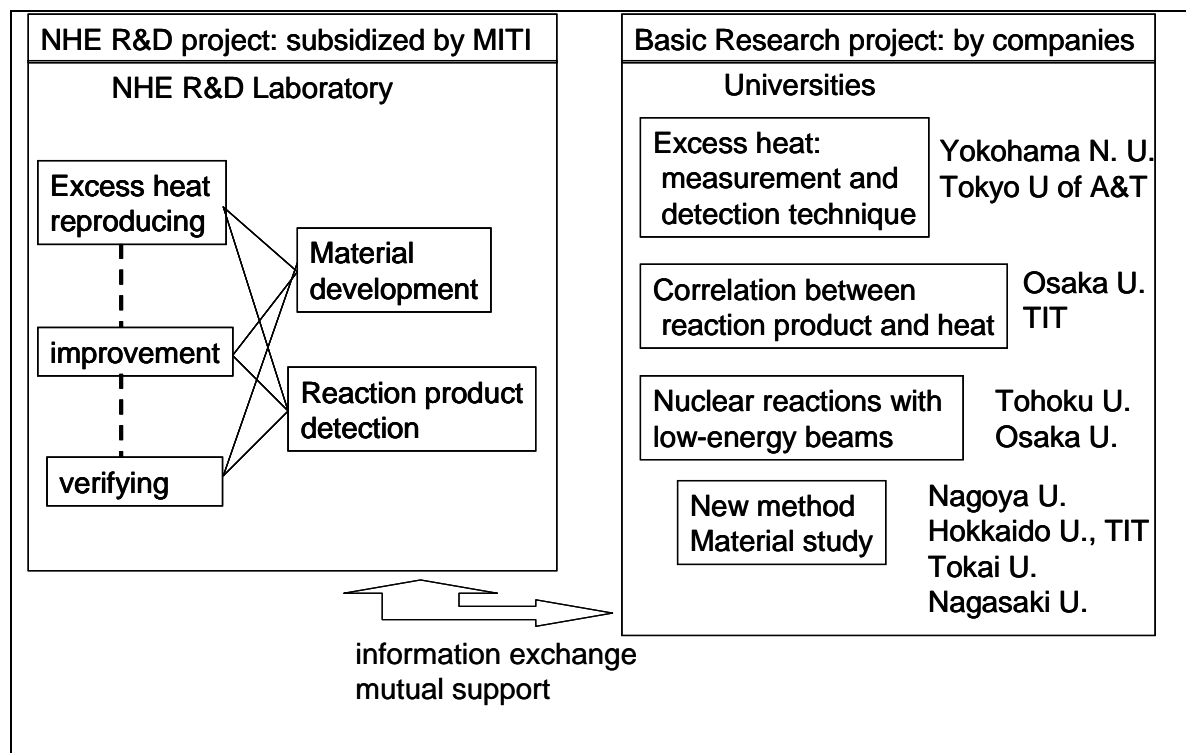 NHE R&D project: subsidized by MITI
NHE R&D Laboratory
Excess heat
reproducing
improvement
verifying
Material
development
Reaction product
detection
Basic Research project: by companies
Universities
Excess heat:
measurement and
detection technique
Yokohama N. U.
Tokyo U of A&T
Correlation between
reaction product and heat
Osaka U.
TIT
Nuclear reactions with
low-energy beams
Tohoku U.
Osaka U.
New method
Material study
Nagoya U.
Hokkaido U., TIT
Tokai U.
Nagasaki U.
information exchange
mutual support